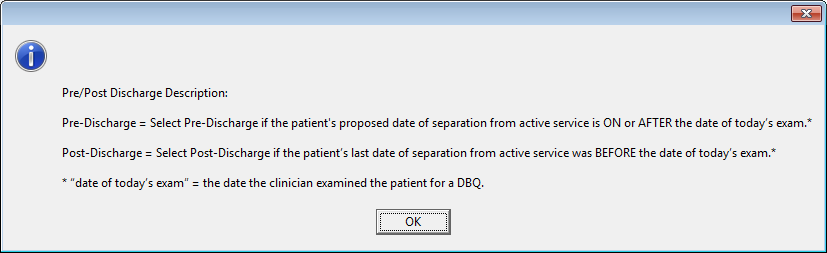 Pre/Post Discharge Description:
Pre-Discharge = Select Pre-Discharge if the patient's proposed date of separation from active service is ON or AFTER the date of today's exam.*
Post-Discharge = Select Post-Discharge if the patient's last date of separation from active service was BEFORE the date of today's exam.*
* "date of today's exam" = the date the clinician examined the patient for a DBQ.
OK